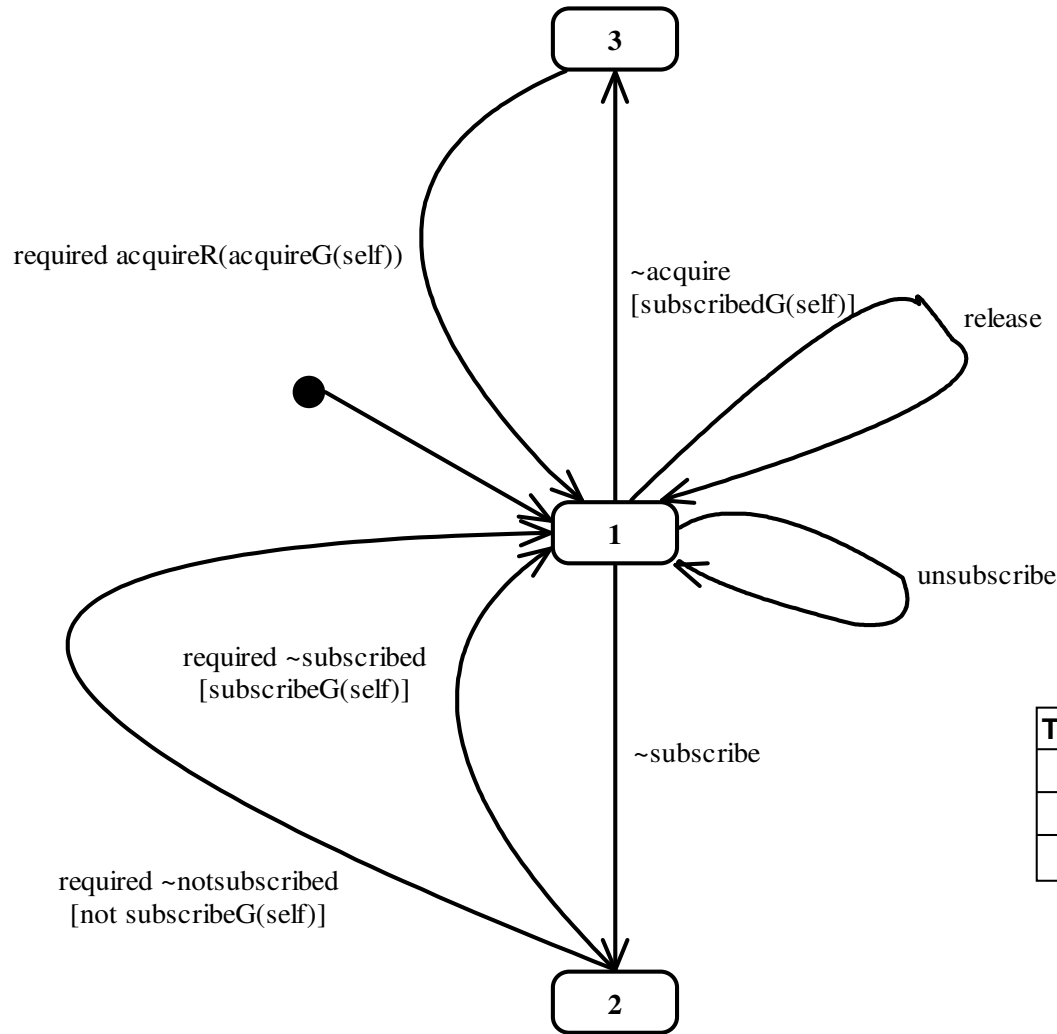 3
required acquireR(acquireG(self))
~acquire
[subscribedG(self)]
release
1
unsubscribe
required ~subscribed
[subscribeG(self)]
~subscribe
T
required ~notsubscribed
[not subscribeG(self)]
2